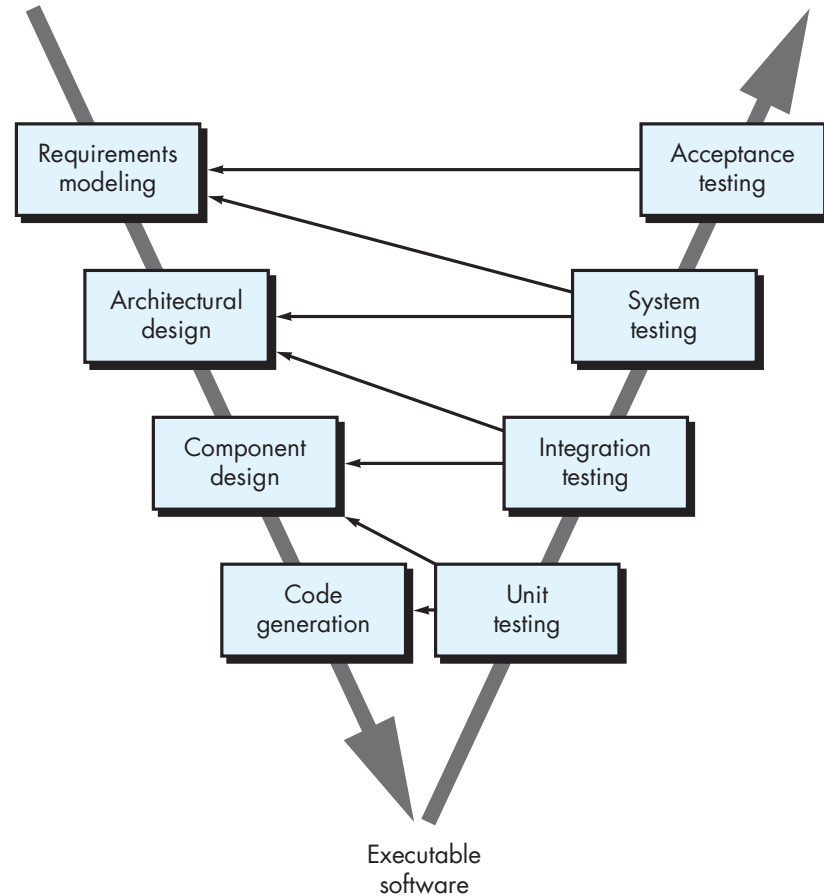 Requirements
modeling
Acceptance
testing
Architectural
design
System
testing
Component
design
Integration
testing
Code
generation
Unit
testing
Executable
software